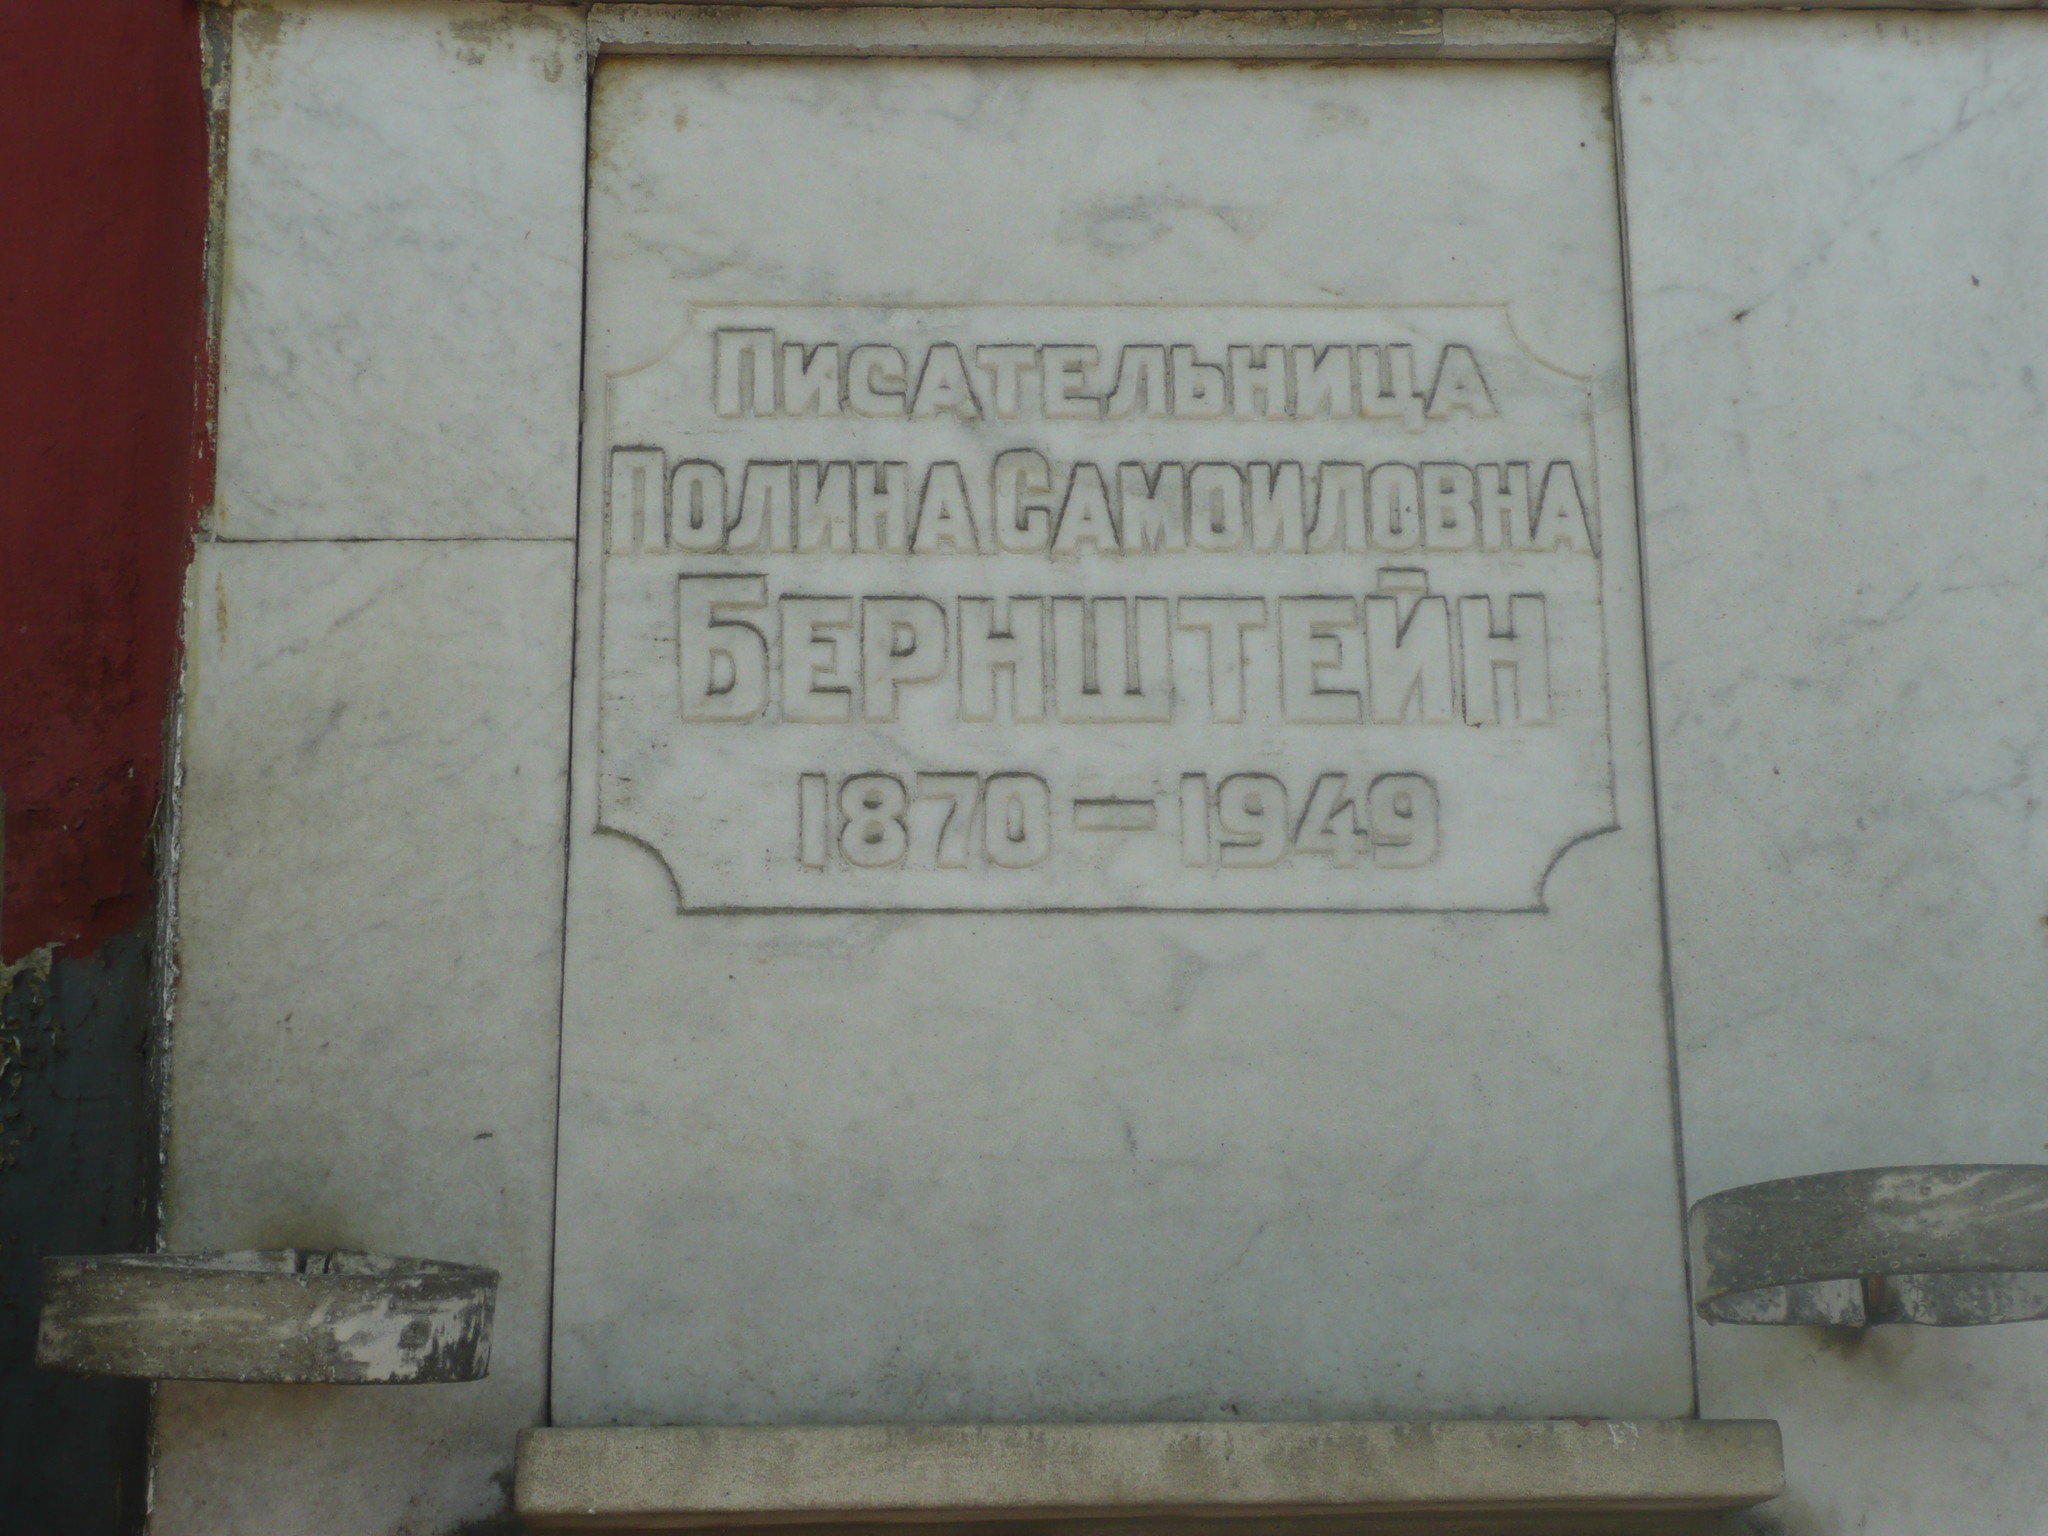 Писательница
Полина Самоиловна
Бернштейн
1870 — 1949